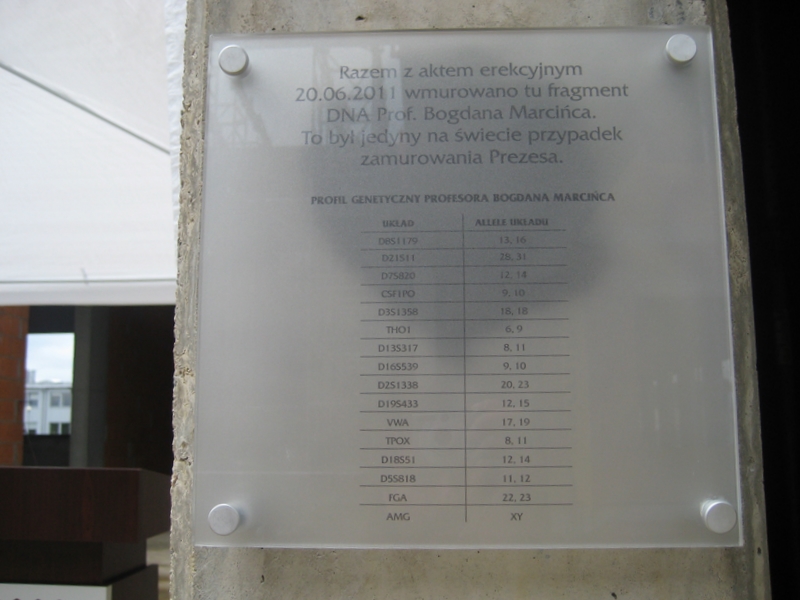 Razem z aktem erekcyjnym
20.06.2011 wmurowano tu fragment
DNA Prof. Bogdana Marcińca.
To był jedyny na świecie przypadek
zamurowania Prezesa.
PROFIL GENETYCZNY PROFESORA BOGDANA MARCIŃCA
UKŁAD ALLELE UKŁADU
D8S1179 13, 16
D21S11 28, 31
D7S820 12, 14
CSF1PO 9, 10
D3S1358 18, 18
THO1 6, 9
D13S317 8, 11
D16S539 9, 10
D2S1338 20, 23
D19S433 12, 15
VWA 17, 19
TPOX 8, 11
D18S51 12, 14
D5S818 11, 12
FGA 22, 23
AMG XY